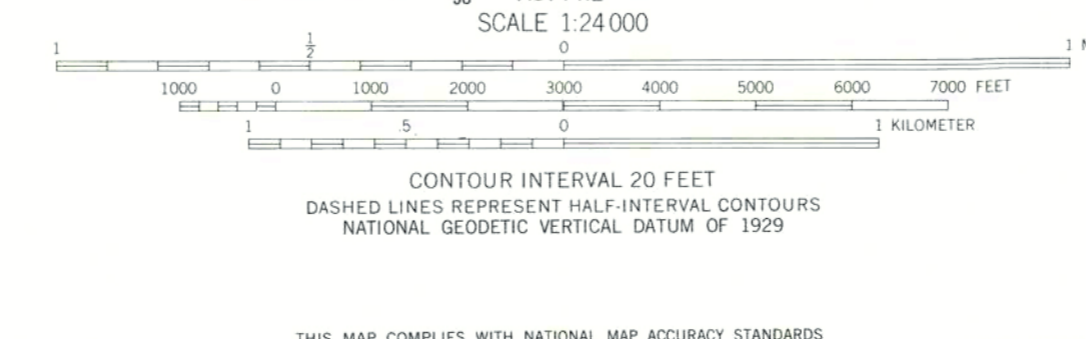 SCALE 1:24 000
1 ½ 0 1
1000 0 1000 2000 3000 4000 5000 6000 7000 FEET
1 .5 0 1 KILOMETER
CONTOUR INTERVAL 20 FEET
DASHED LINES REPRESENT HALF-INTERVAL CONTOURS
NATIONAL GEODETIC VERTICAL DATUM OF 1929
THIS MAP COMPLIES WITH NATIONAL MAP ACCURACY STANDARDS